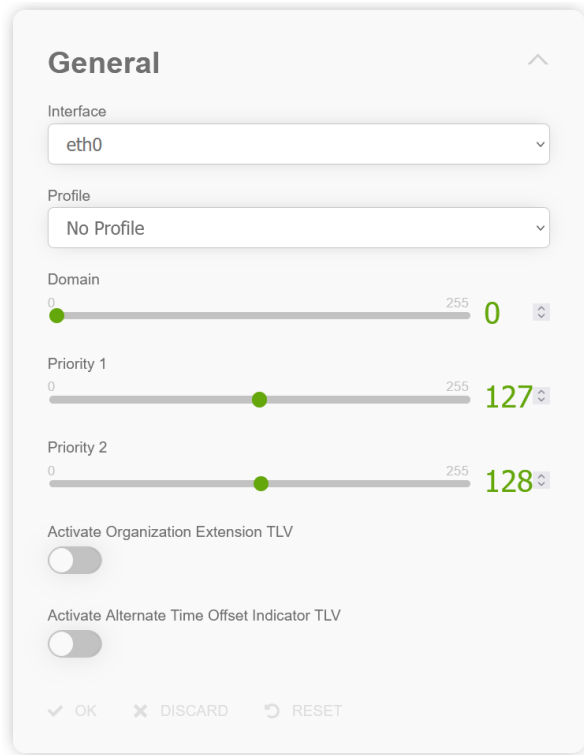 General
Interface
eth0
Profile
No Profile
Domain
0 255 0
Priority 1
0 255 127
Priority 2
0 255 128
Activate Organization Extension TLV
Activate Alternate Time Offset Indicator TLV
OK DISCARD RESET